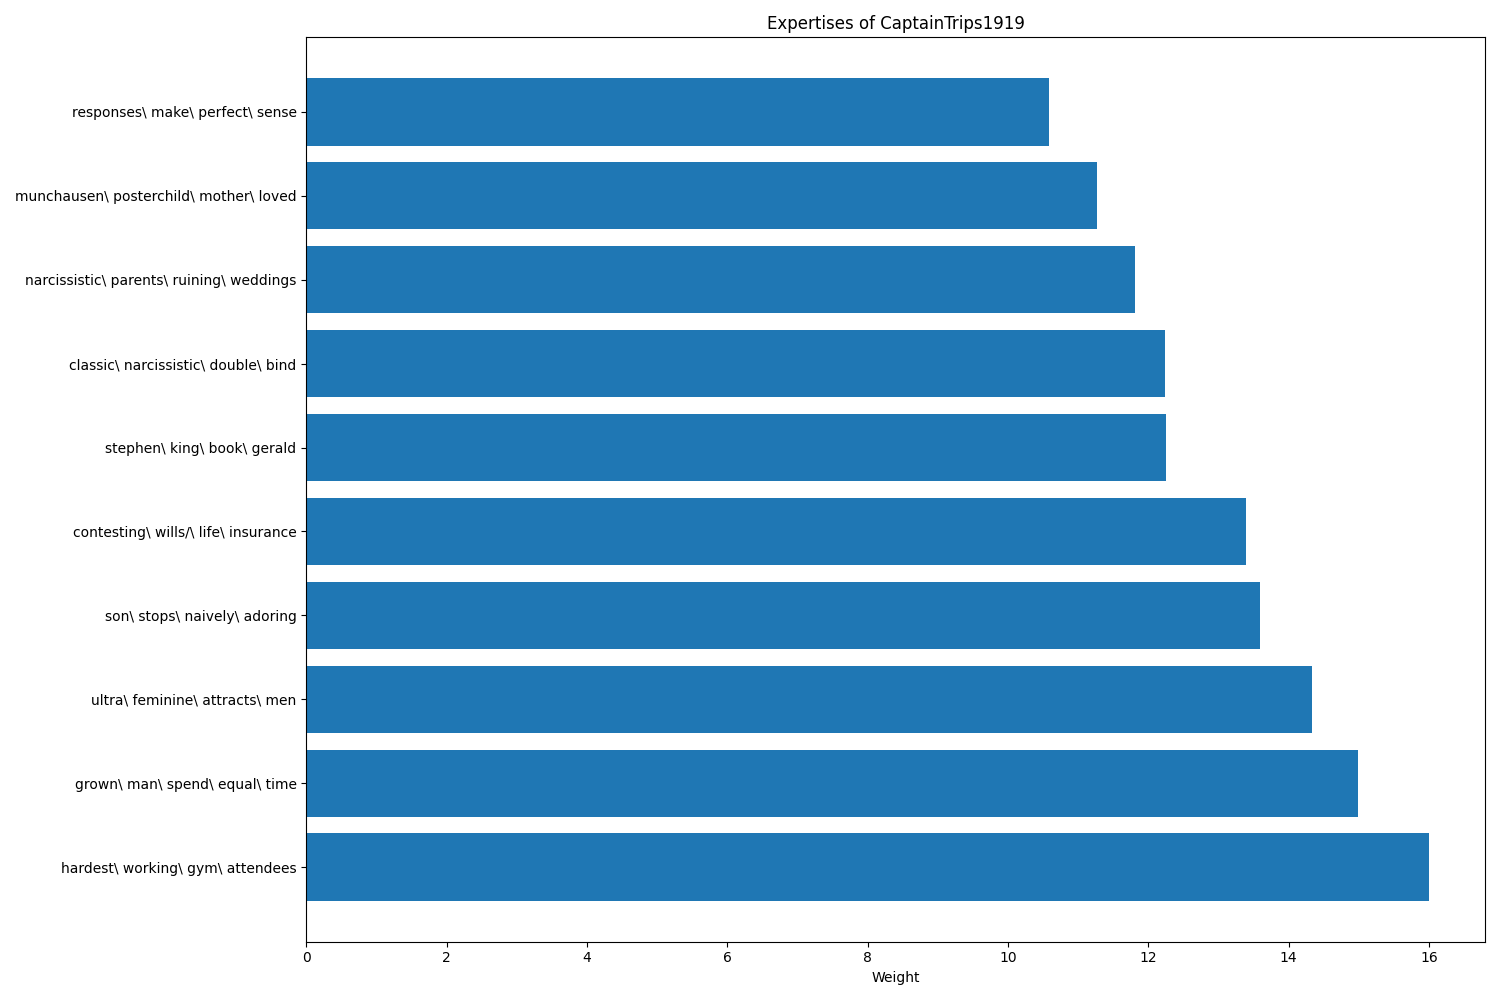 Expertises of CaptainTrips1919
responses\ make\ perfect\ sense
munchausen\ posterchild\ mother\ loved
narcissistic\ parents\ ruining\ weddings
classic\ narcissistic\ double\ bind
stephen\ king\ book\ gerald
contesting\ wills/\ life\ insurance
son\ stops\ naively\ adoring
ultra\ feminine\ attracts\ men
grown\ man\ spend\ equal\ time
hardest\ working\ gym\ attendees
0 2 4 6 8 10 12 14 16
Weight